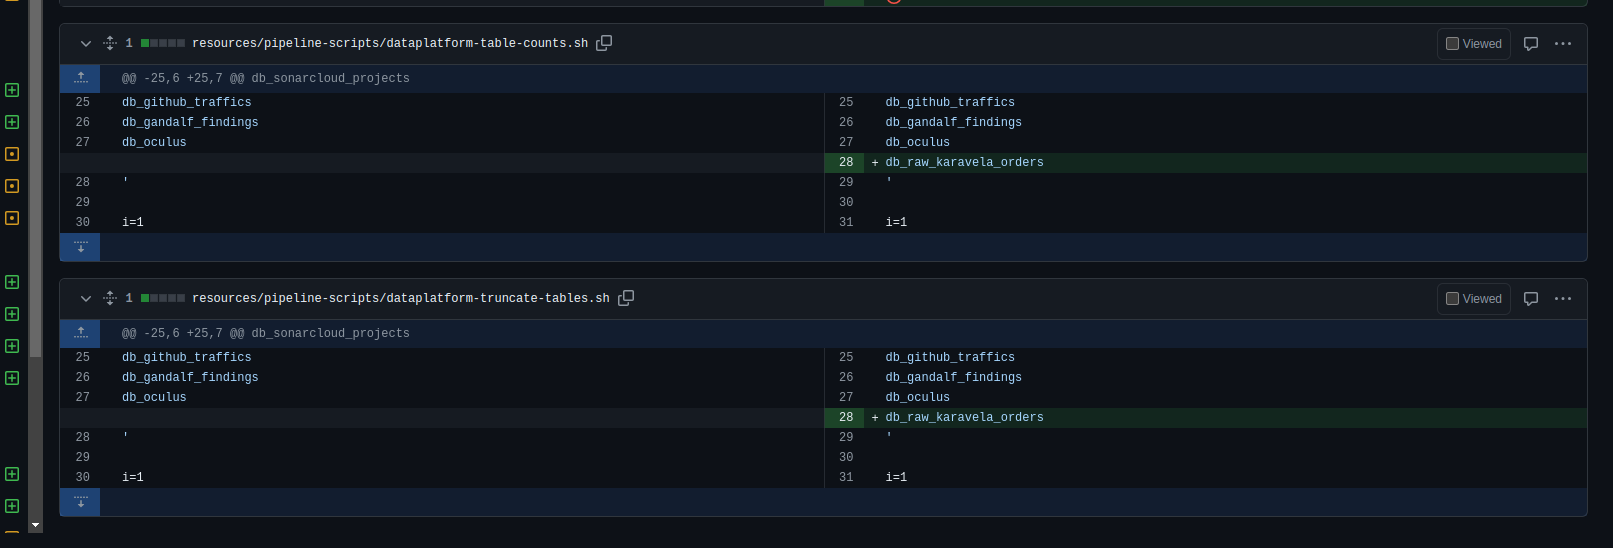 1 resources/pipeline-scripts/dataplatform-table-counts.sh Viewed
@@ -25,6 +25,7 @@ db_sonarcloud_projects
25 db_github_traffics 25 db_github_traffics
26 db_gandalf_findings 26 db_gandalf_findings
27 db_oculus 27 db_oculus
28 + db_raw_karavela_orders
28 ' 29 '
29 30
30 i=1 31 i=1
1 resources/pipeline-scripts/dataplatform-truncate-tables.sh Viewed
@@ -25,6 +25,7 @@ db_sonarcloud_projects
25 db_github_traffics 25 db_github_traffics
26 db_gandalf_findings 26 db_gandalf_findings
27 db_oculus 27 db_oculus
28 + db_raw_karavela_orders
28 ' 29 '
29 30
30 i=1 31 i=1